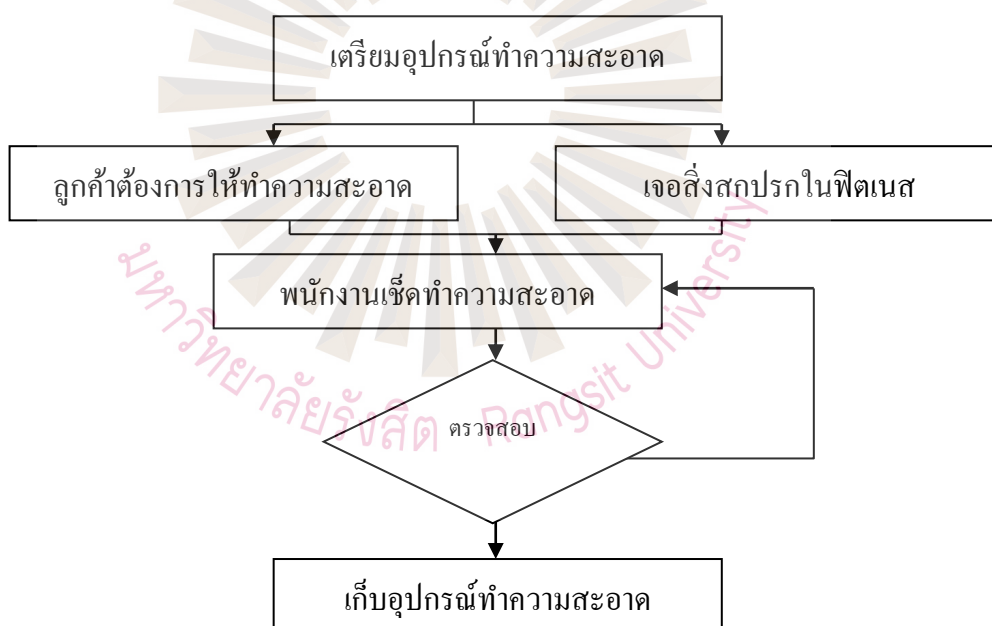 เตรียมอุปกรณ์ทำความสะอาด
ลูกค้าต้องการให้ทำความสะอาด
เจอสิ่งสกปรกในฟิตเนส
พนักงานเช็ดทำความสะอาด
ตรวจสอบ
เก็บอุปกรณ์ทำความสะอาด
มหาวิทยาลัยรังสิต Rangsit University